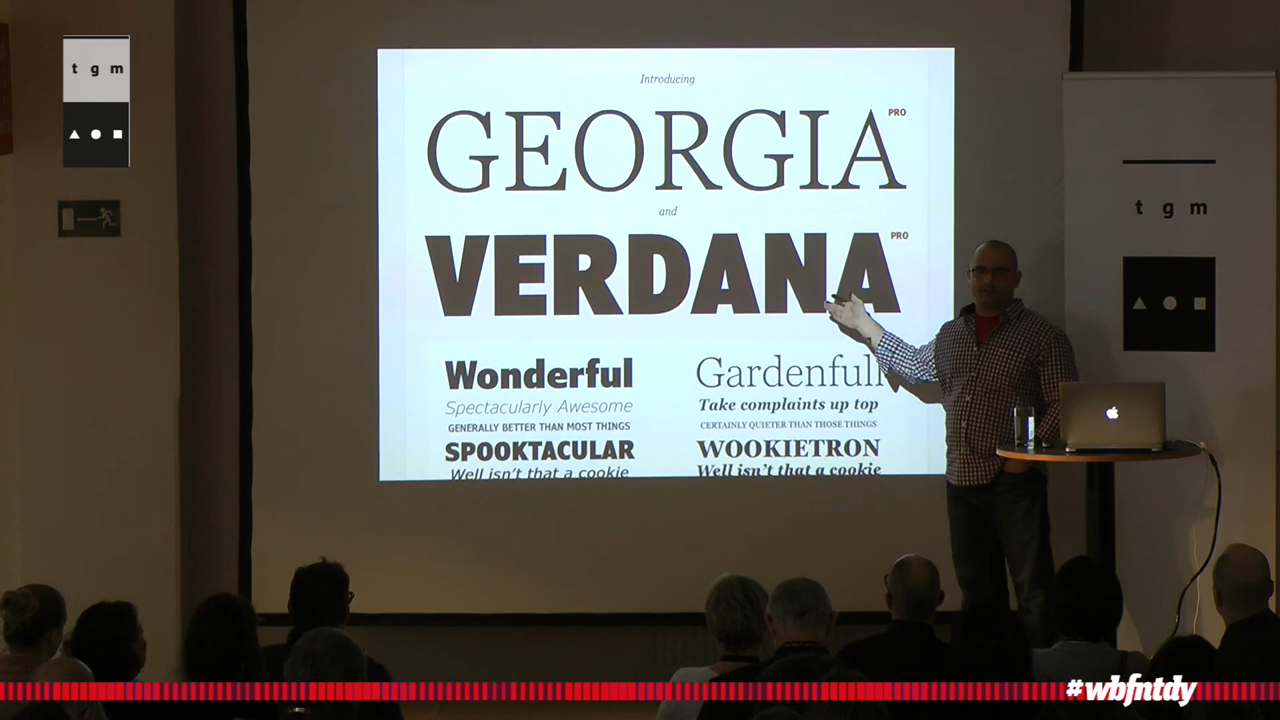 t g m
Introducing
GEORGIA PRO
and
VERDANA PRO
Wonderful
Spectacularly Awesome
GENERALLY BETTER THAN MOST THINGS
SPOOKTACULAR
Well isn't that a cookie
Gardenfull
Take complaints up top
CERTAINLY QUIETER THAN THOSE THINGS
WOOKIETRON
Well isn't that a cookie
t g m
#wbfntdy